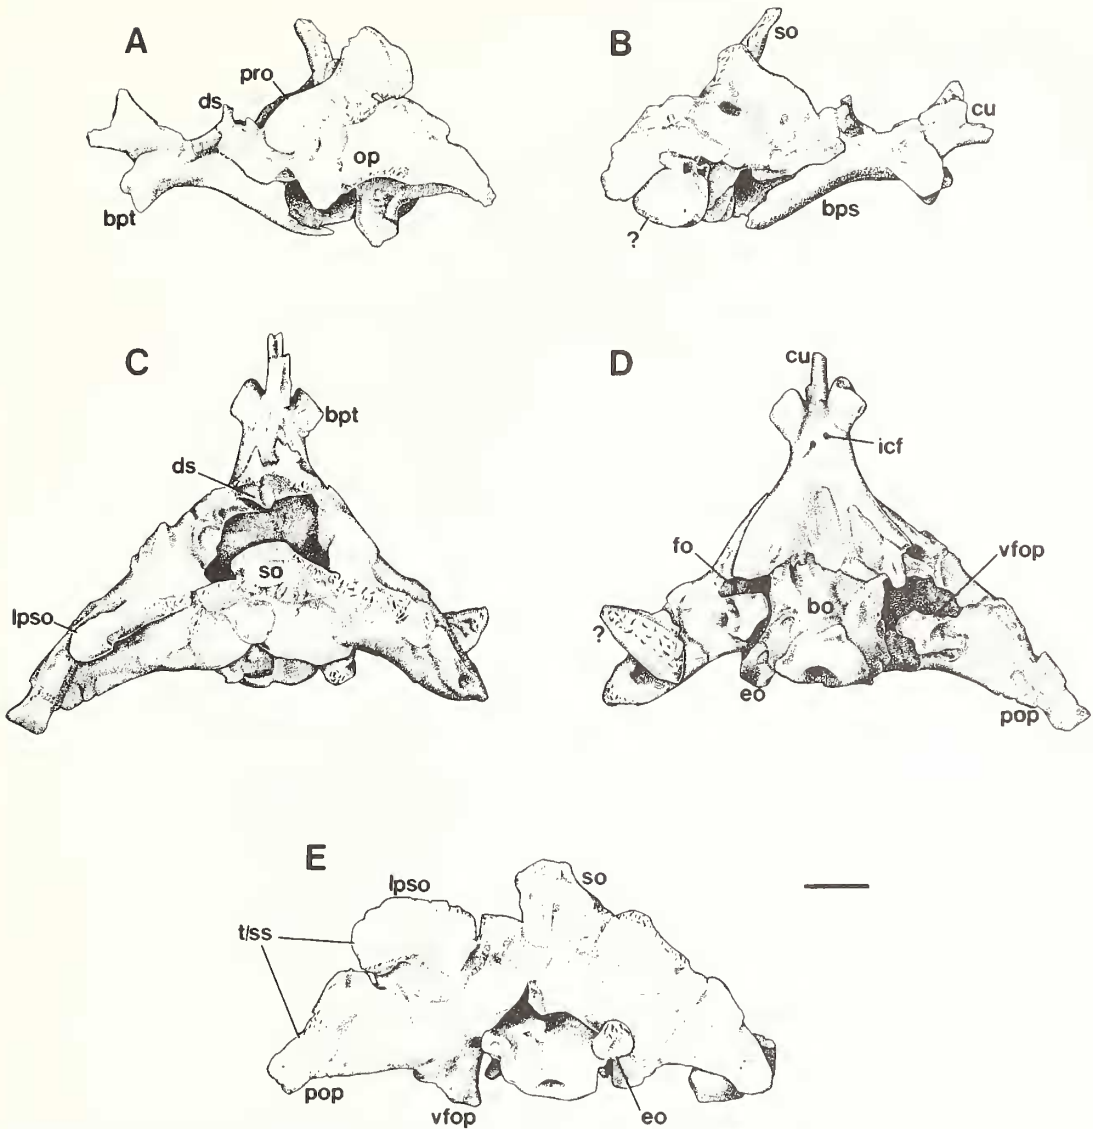 A
pro
ds
op
bpt
B
so
cu
bps
?
C
bpt
ds
so
lpso
D
cu
icf
fo
vfop
bo
?
eo
pop
E
lpso
so
t/ss
pop
vfop
eo